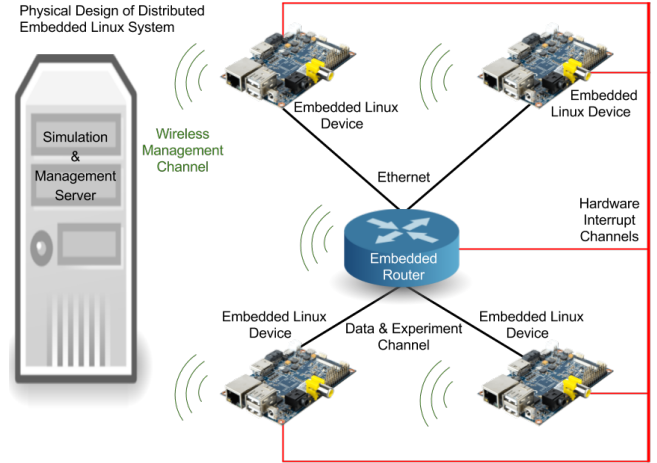 Physical Design of Distributed
Embedded Linux System
Simulation
&
Management
Server
Wireless
Management
Channel
Embedded Linux
Device
Embedded
Linux Device
Ethernet
Hardware
Interrupt
Channels
Embedded
Router
Embedded Linux
Device
Data & Experiment
Channel
Embedded Linux
Device